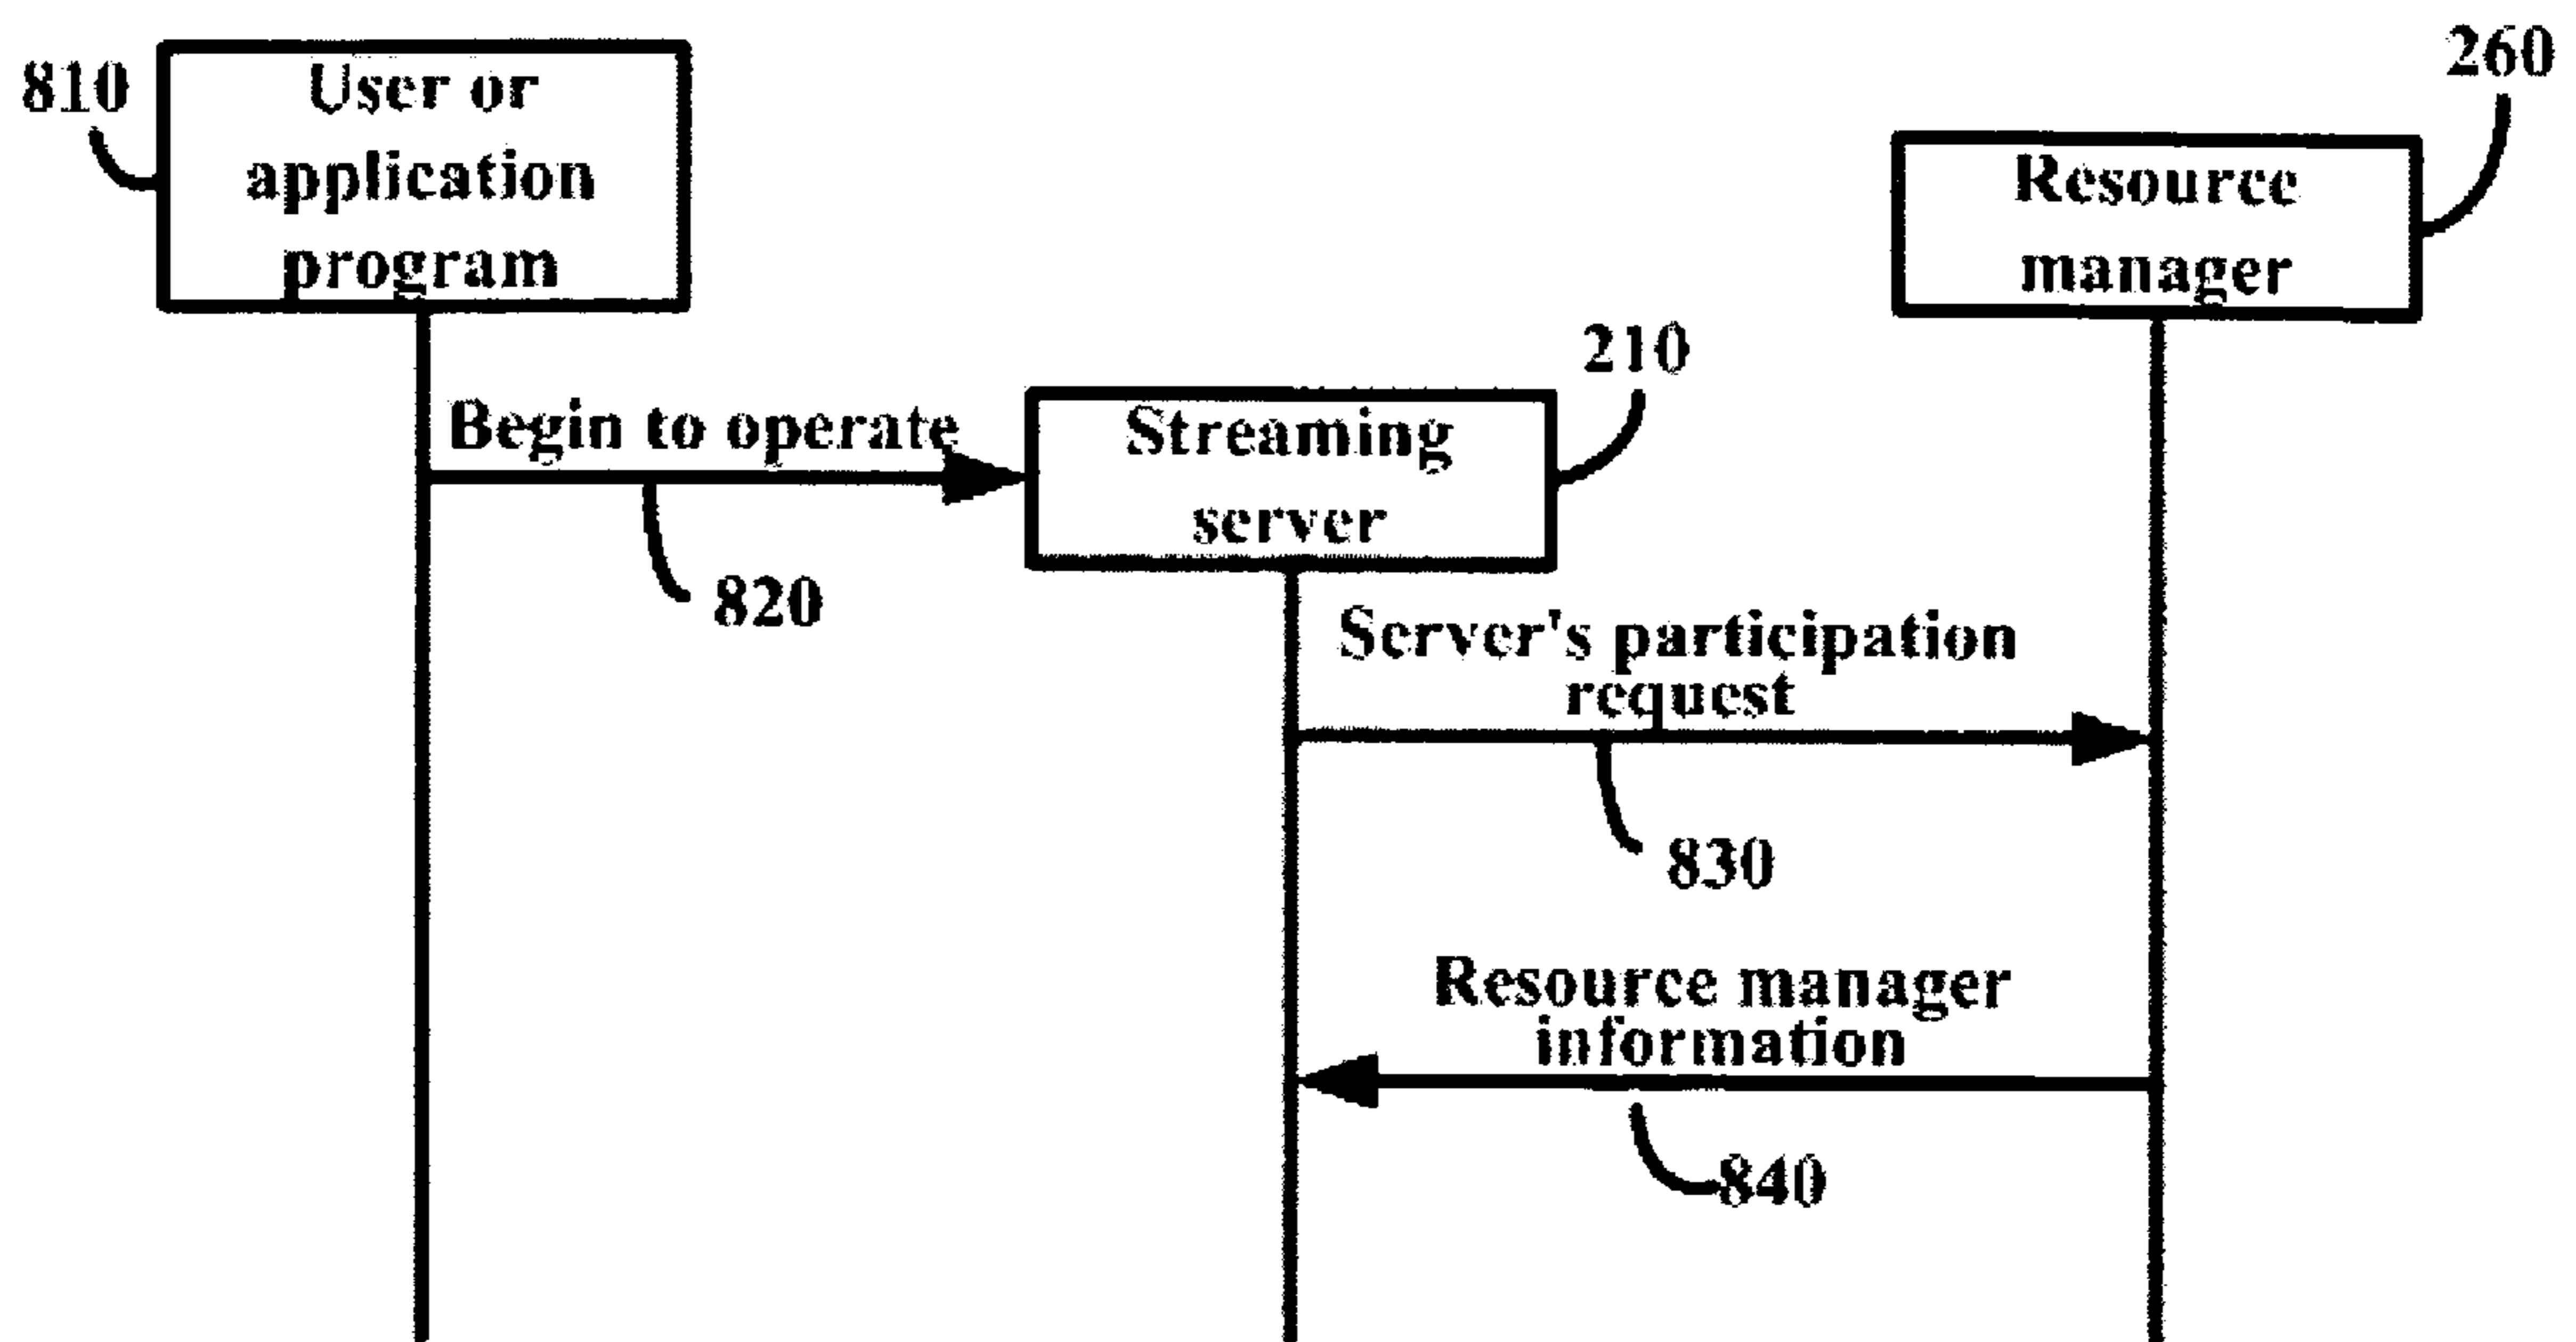 810
User or
application
program
260
Resource
manager
210
Begin to operate
Streaming
server
820
Server's participation
request
830
Resource manager
information
840